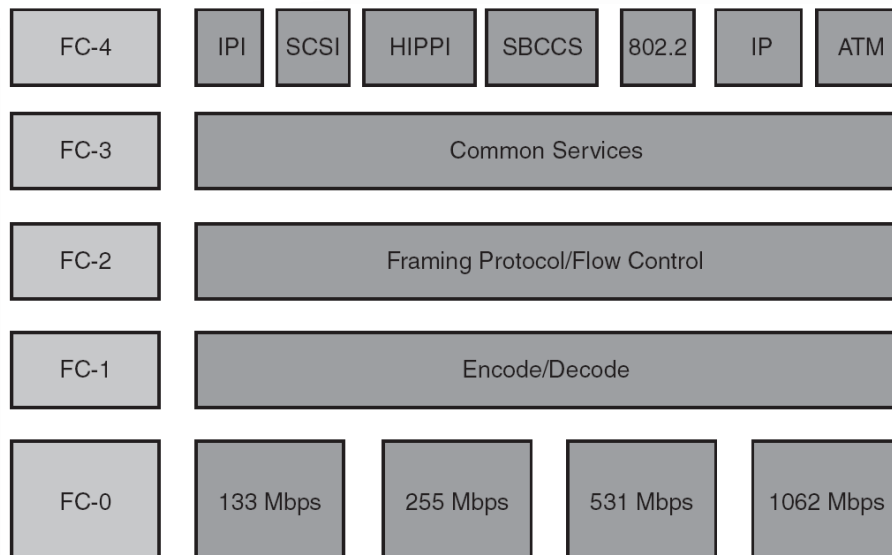 FC-4 IPI SCSI HIPPI SBCCS 802.2 IP ATM
FC-3 Common Services
FC-2 Framing Protocol/Flow Control
FC-1 Encode/Decode
FC-0 133 Mbps 255 Mbps 531 Mbps 1062 Mbps